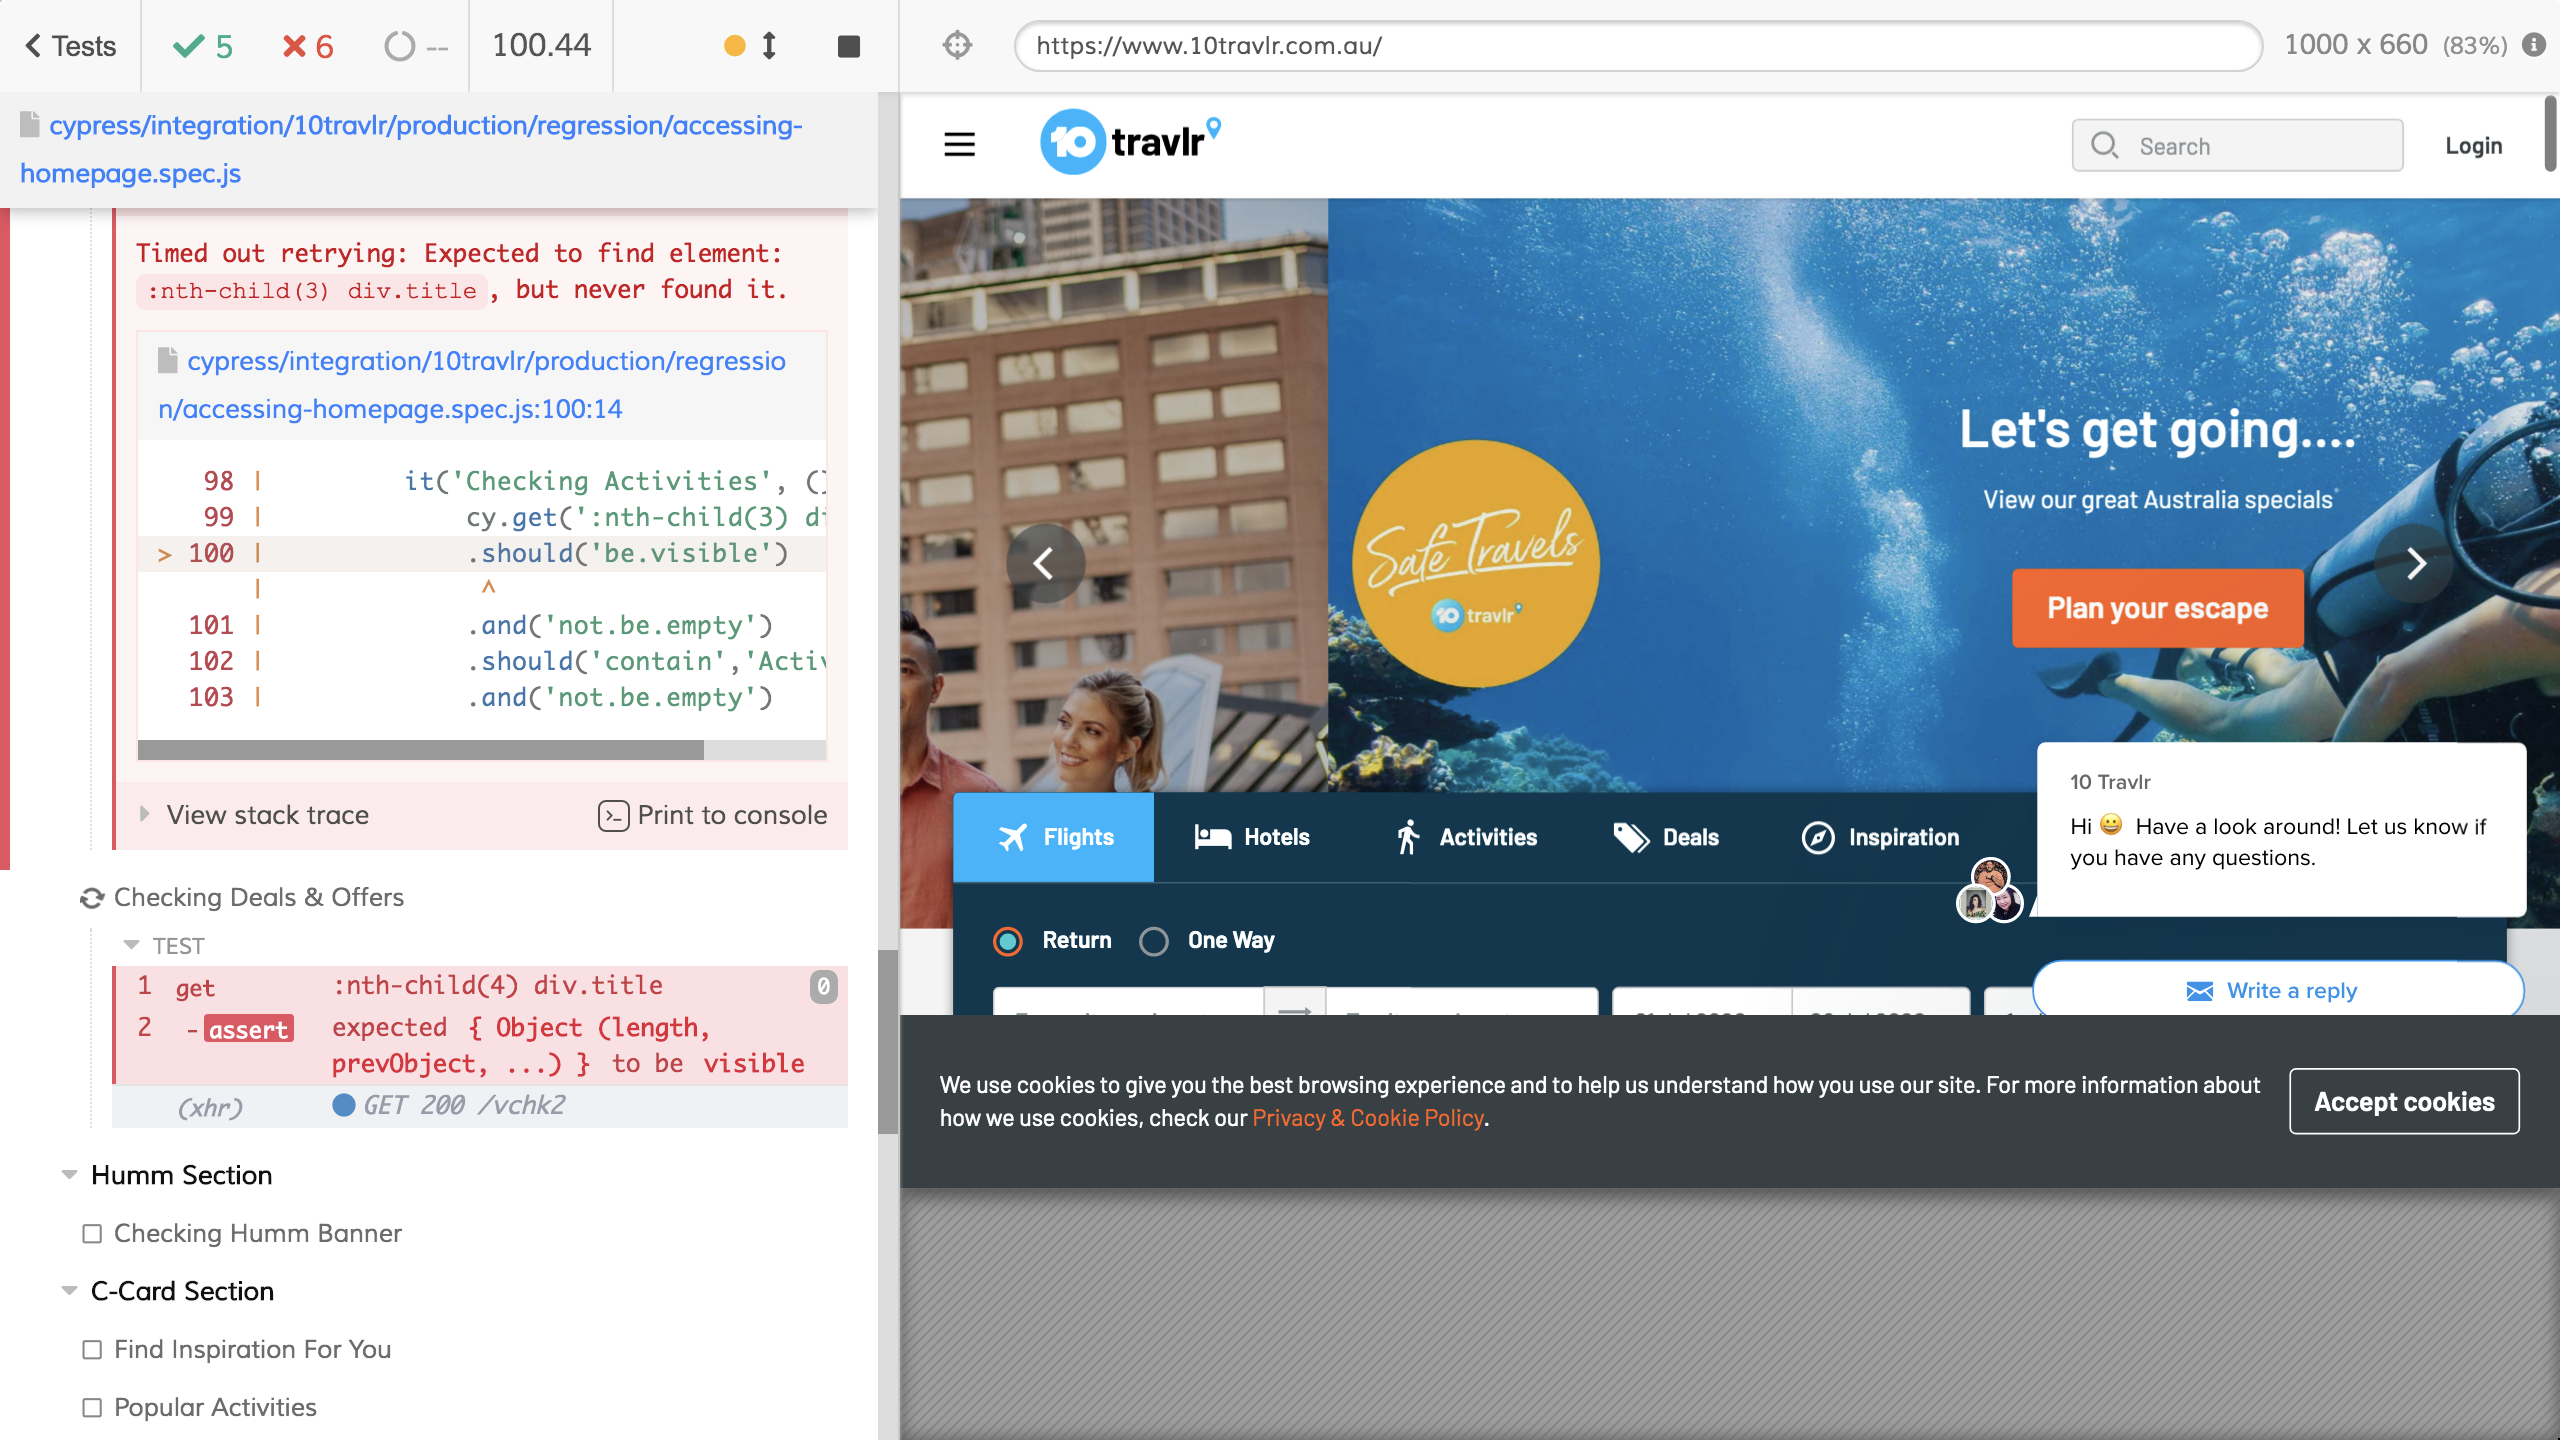 Tests
5
6
--
100.44
https://www.10travlr.com.au/
1000 x 660 (83%)
cypress/integration/10travlr/production/regression/accessing-
homepage.spec.js
Timed out retrying: Expected to find element:
:nth-child(3) div.title , but never found it.
cypress/integration/10travlr/production/regressio
n/accessing-homepage.spec.js:100:14
98 | it('Checking Activities', ()
99 | cy.get(':nth-child(3) di
> 100 | .should('be.visible')
| ^
101 | .and('not.be.empty')
102 | .should('contain','Activ
103 | .and('not.be.empty')
View stack trace
Print to console
Checking Deals & Offers
TEST
1 get :nth-child(4) div.title 0
2 -assert expected { Object (length,
prevObject, ...) } to be visible
(xhr) GET 200 /vchk2
Humm Section
Checking Humm Banner
C-Card Section
Find Inspiration For You
Popular Activities
10 travlr
Search
Login
Let's get going....
View our great Australia specials
Safe Travels
10 travlr
Plan your escape
Flights
Hotels
Activities
Deals
Inspiration
10 Travlr
Hi 😀 Have a look around! Let us know if
you have any questions.
Return
One Way
Write a reply
We use cookies to give you the best browsing experience and to help us understand how you use our site. For more information about
how we use cookies, check our Privacy & Cookie Policy.
Accept cookies